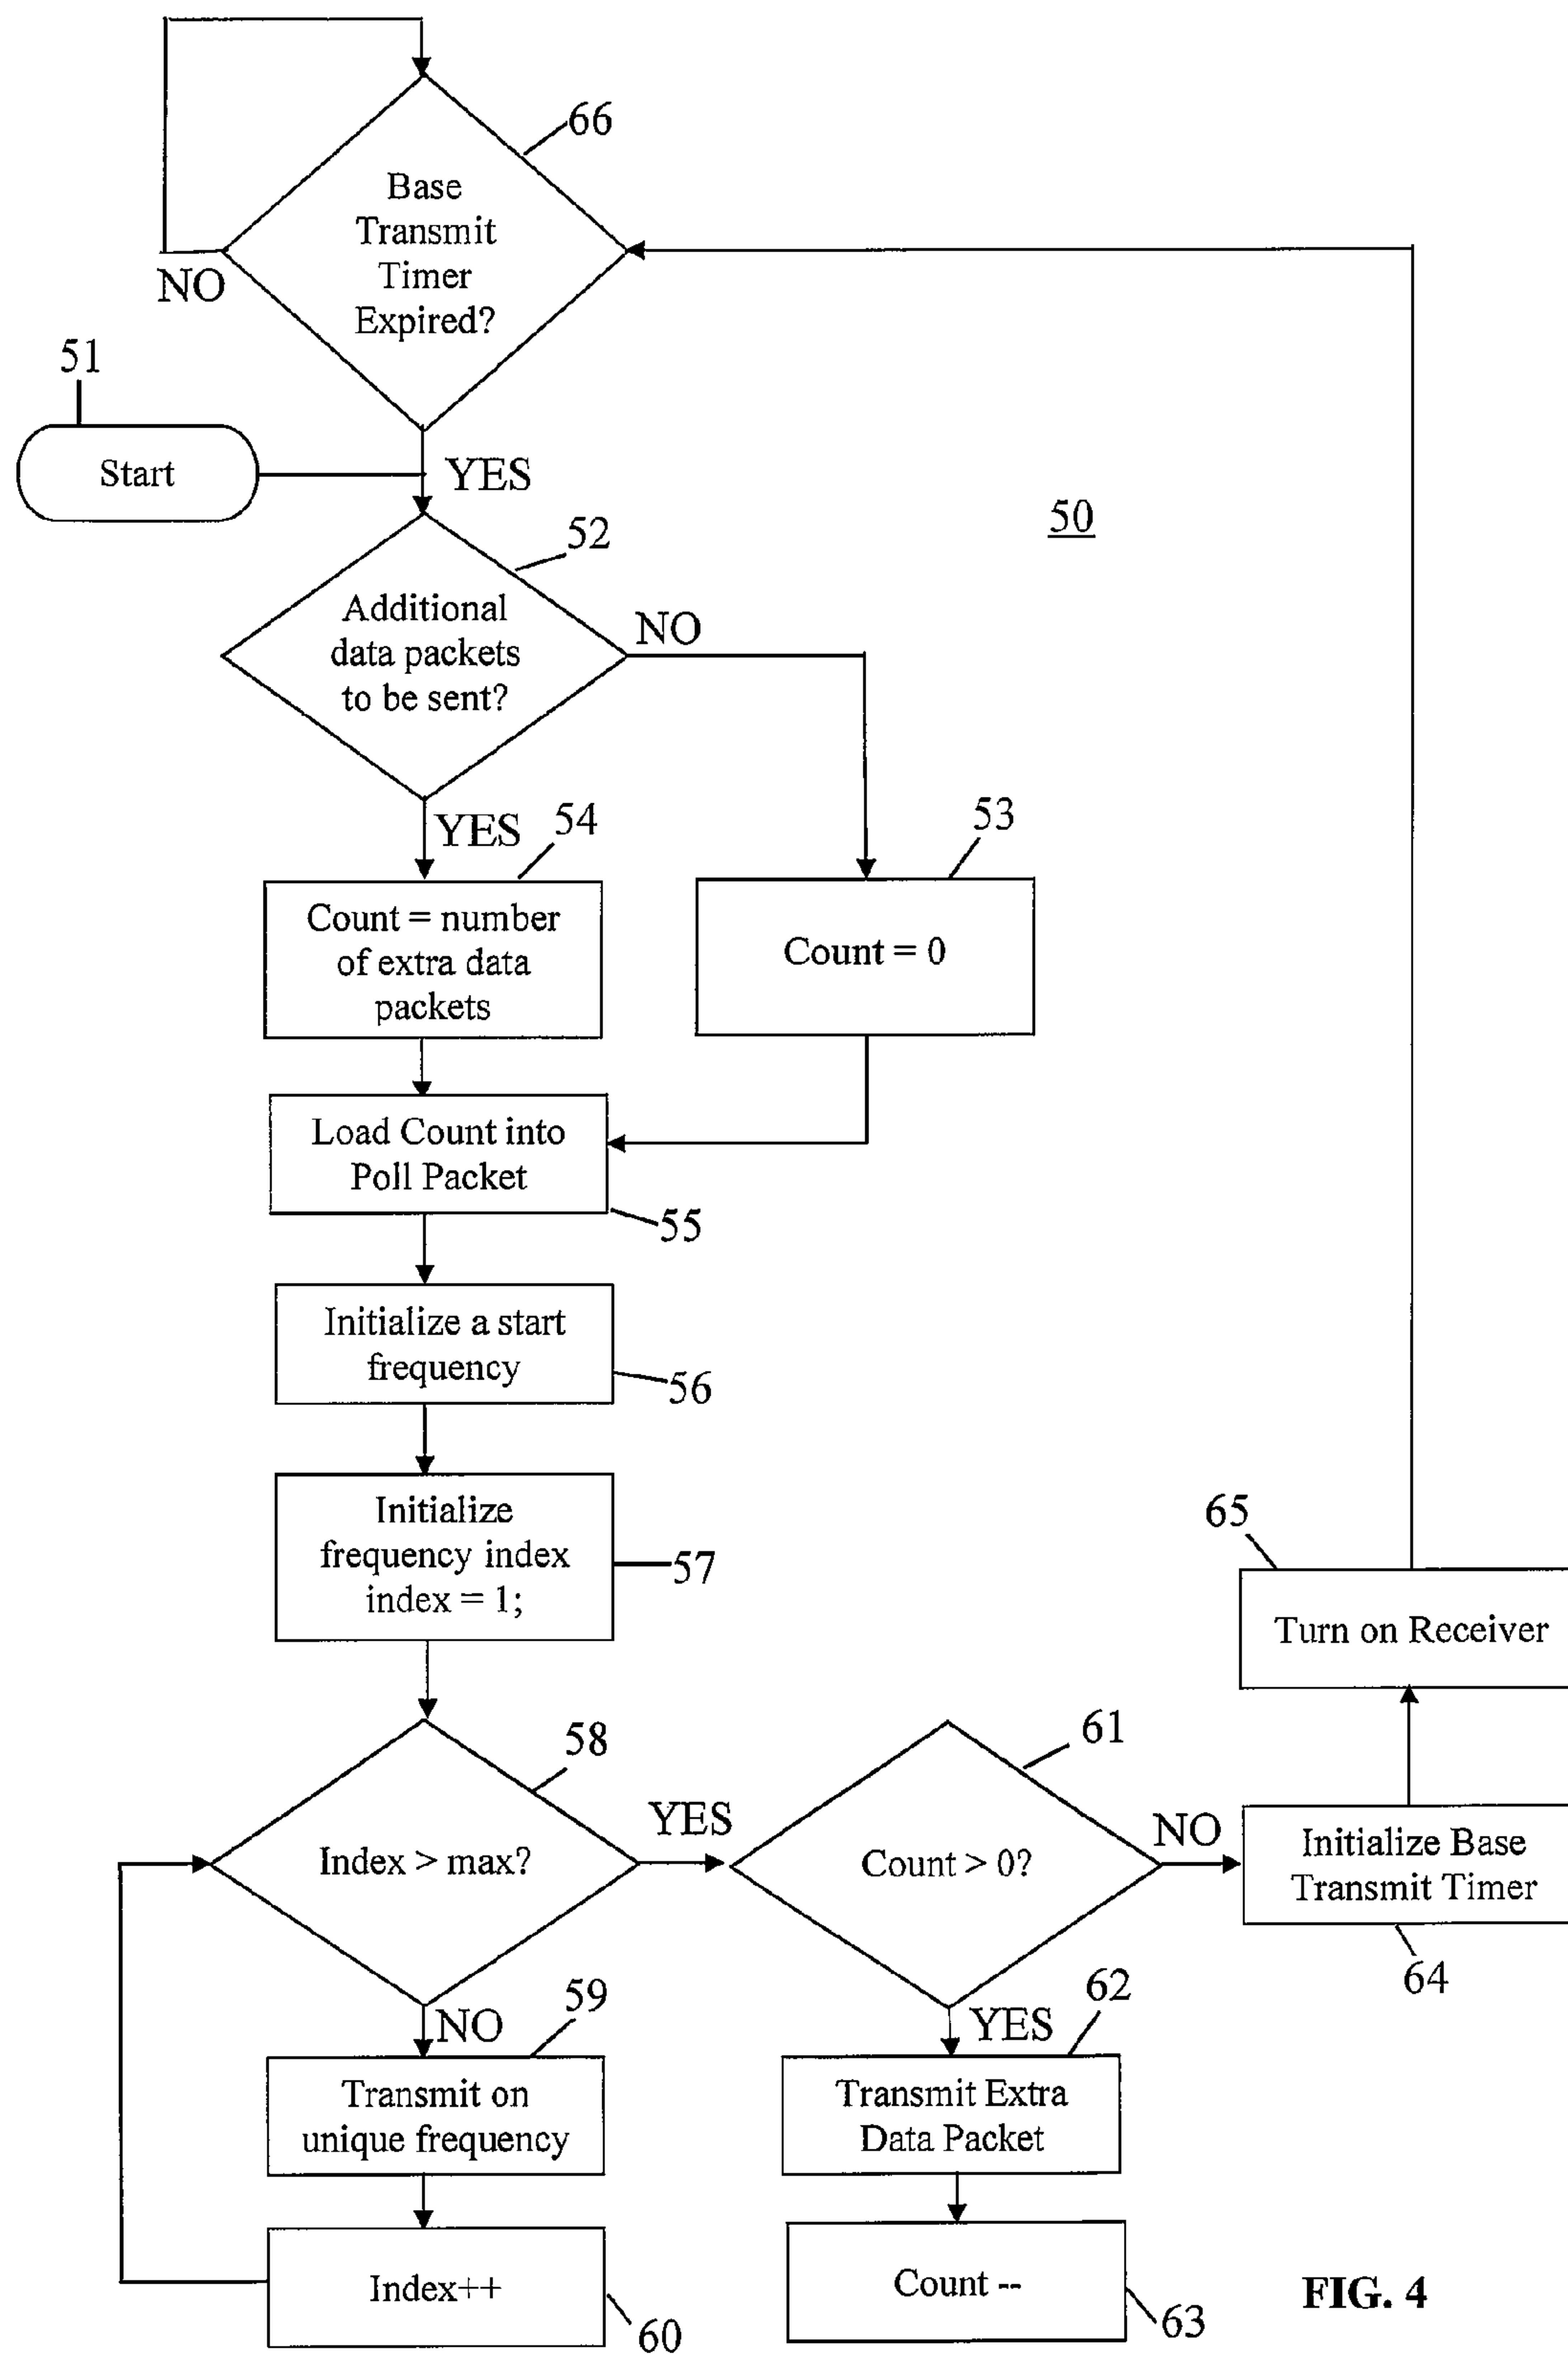 66
Base
Transmit
Timer
Expired?
NO
51
Start
YES
50
52
Additional
data packets
to be sent?
NO
YES
54
53
Count = number
of extra data
packets
Count = 0
Load Count into
Poll Packet
55
Initialize a start
frequency
56
Initialize
frequency index
index = 1;
57
65
Turn on Receiver
58
61
Index > max?
YES
Count > 0?
NO
Initialize Base
Transmit Timer
64
NO
59
YES
62
Transmit on
unique frequency
Transmit Extra
Data Packet
Index++
60
Count --
63
FIG. 4